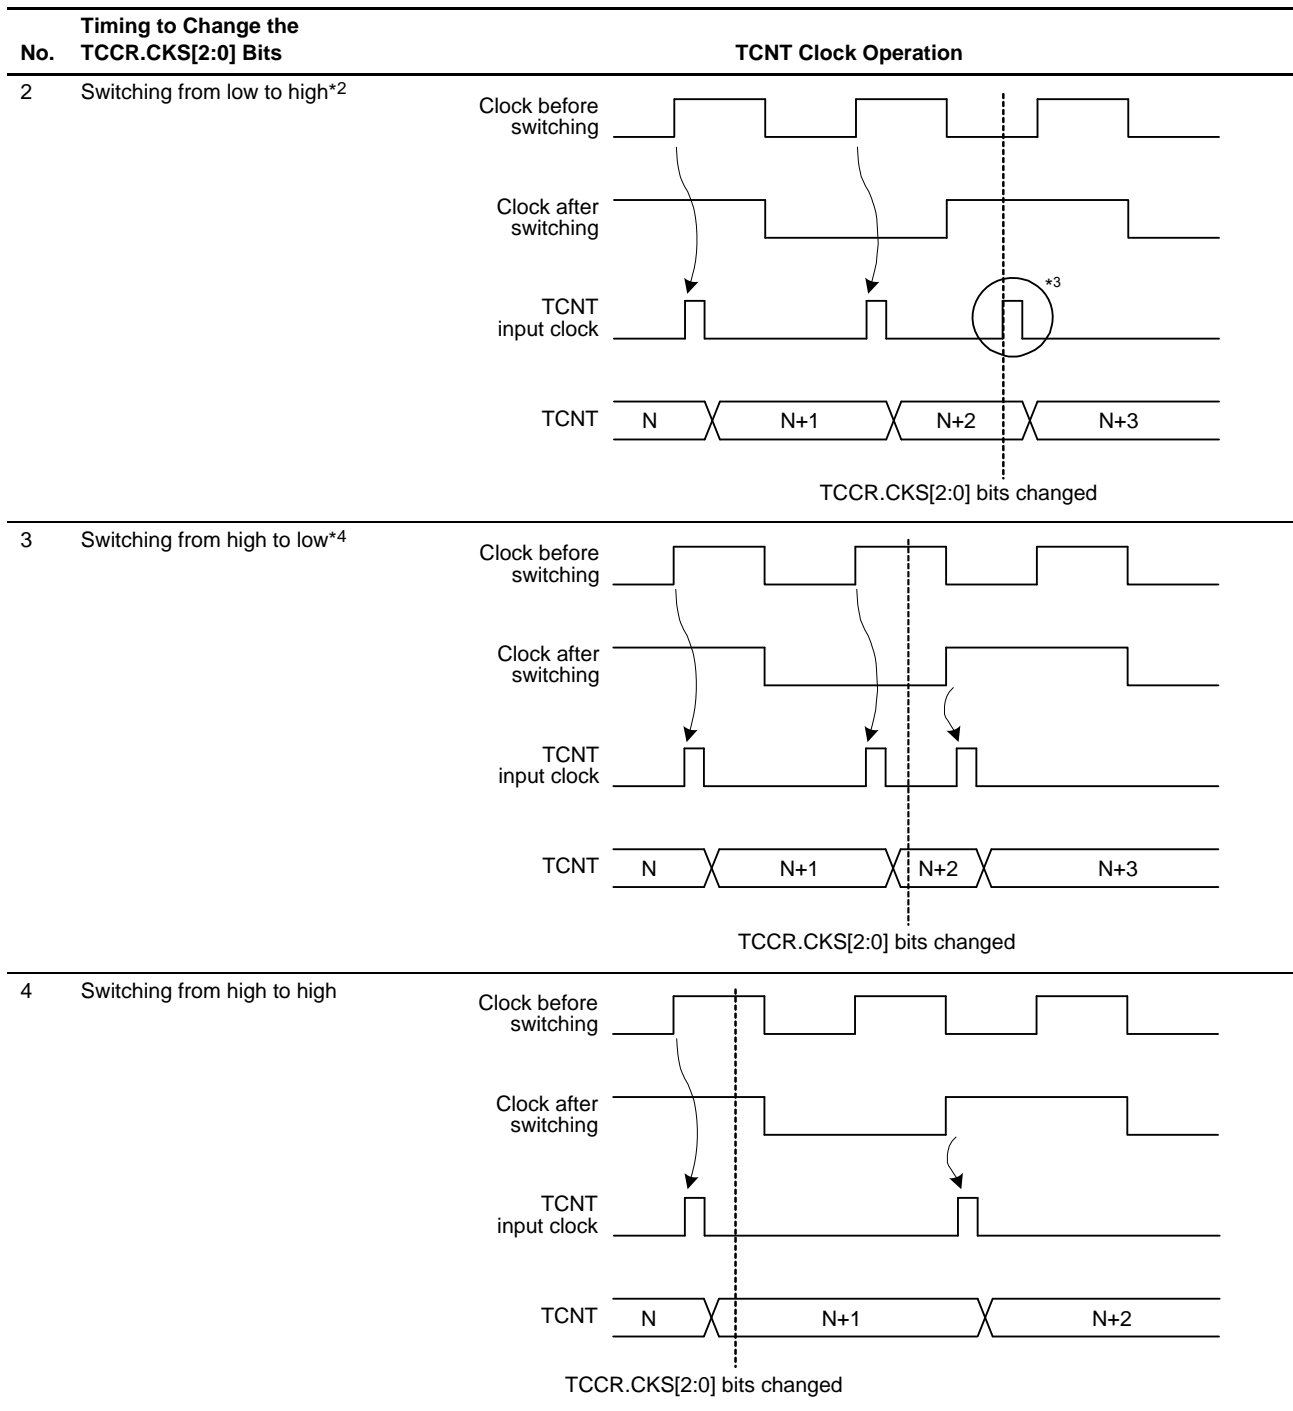 No.
Timing to Change the
TCCR.CKS[2:0] Bits
TCNT Clock Operation
2
Switching from low to high*2
Clock before
switching
Clock after
switching
TCNT
input clock
*3
TCNT
N
N+1
N+2
N+3
TCCR.CKS[2:0] bits changed
3
Switching from high to low*4
Clock before
switching
Clock after
switching
TCNT
input clock
TCNT
N
N+1
N+2
N+3
TCCR.CKS[2:0] bits changed
4
Switching from high to high
Clock before
switching
Clock after
switching
TCNT
input clock
TCNT
N
N+1
N+2
TCCR.CKS[2:0] bits changed